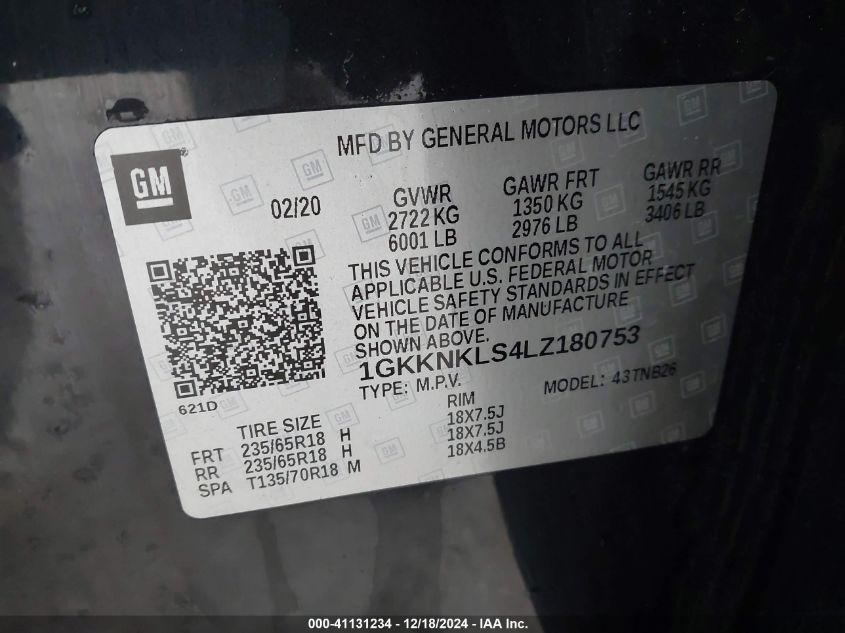 MFD BY GENERAL MOTORS LLC
GM
02/20
GVWR
2722 KG
6001 LB
GAWR FRT
1350 KG
2976 LB
GAWR RR
1545 KG
3406 LB
THIS VEHICLE CONFORMS TO ALL
APPLICABLE U.S. FEDERAL MOTOR
VEHICLE SAFETY STANDARDS IN EFFECT
ON THE DATE OF MANUFACTURE
SHOWN ABOVE.
1GKKNKLS4LZ180753
TYPE: M.P.V. MODEL: 43TNB26
621D
TIRE SIZE RIM
FRT 235/65R18 H 18X7.5J
RR 235/65R18 H 18X7.5J
SPA T135/70R18 M 18X4.5B
000-41131234 - 12/18/2024 - IAA Inc.